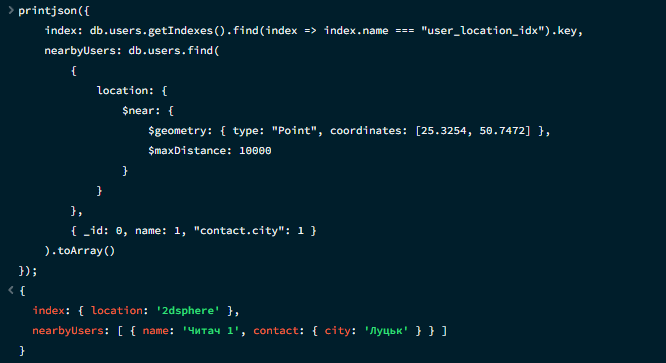 > printjson({
index: db.users.getIndexes().find(index => index.name === "user_location_idx").key,
nearbyUsers: db.users.find(
{
location: {
$near: {
$geometry: { type: "Point", coordinates: [25.3254, 50.7472] },
$maxDistance: 10000
}
}
},
{ _id: 0, name: 1, "contact.city": 1 }
).toArray()
});
< {
index: { location: '2dsphere' },
nearbyUsers: [ { name: 'Читач 1', contact: { city: 'Луцьк' } } ]
}